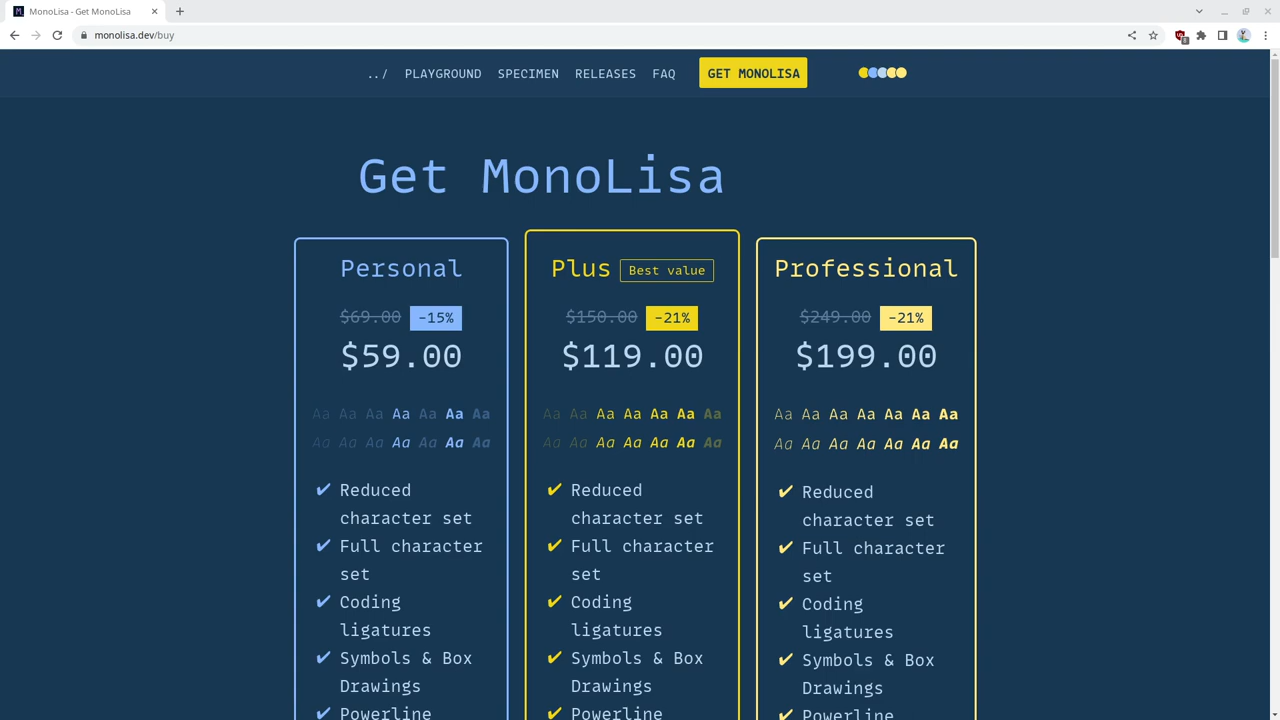 MonoLisa - Get MonoLisa
monolisa.dev/buy
../ PLAYGROUND SPECIMEN RELEASES FAQ GET MONOLISA
Get MonoLisa
Personal
$69.00 -15%
$59.00
Aa Aa Aa Aa Aa Aa Aa
Aa Aa Aa Aa Aa Aa Aa
✔ Reduced
character set
✔ Full character
set
✔ Coding
ligatures
✔ Symbols & Box
Drawings
✔ Powerline
Plus Best value
$150.00 -21%
$119.00
Aa Aa Aa Aa Aa Aa Aa
Aa Aa Aa Aa Aa Aa Aa
✔ Reduced
character set
✔ Full character
set
✔ Coding
ligatures
✔ Symbols & Box
Drawings
✔ Powerline
Professional
$249.00 -21%
$199.00
Aa Aa Aa Aa Aa Aa Aa
Aa Aa Aa Aa Aa Aa Aa
✔ Reduced
character set
✔ Full character
set
✔ Coding
ligatures
✔ Symbols & Box
Drawings
✔ Powerline